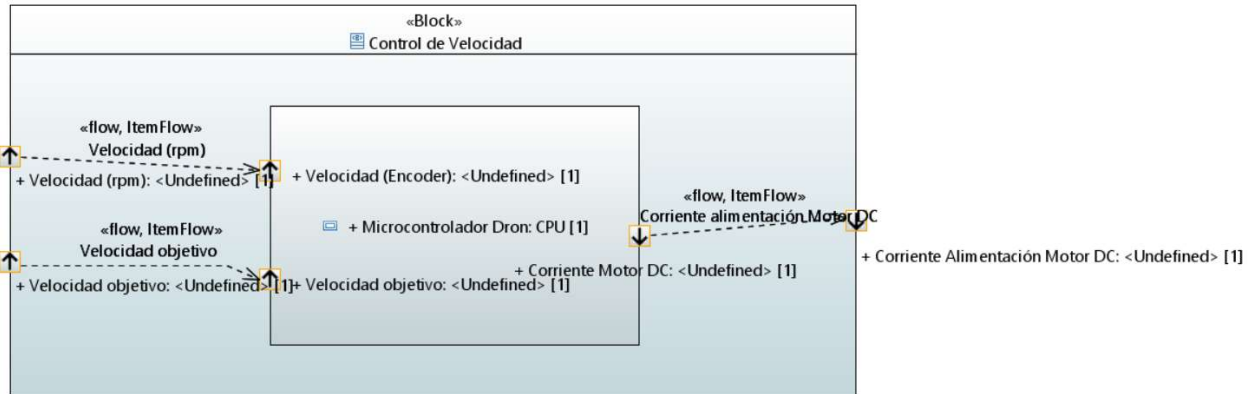 «Block»
Control de Velocidad
«flow, ItemFlow»
Velocidad (rpm)
+ Velocidad (rpm): <Undefined> [1]
+ Velocidad (Encoder): <Undefined> [1]
«flow, ItemFlow»
Corriente alimentación Motor DC
+ Microcontrolador Dron: CPU [1]
«flow, ItemFlow»
Velocidad objetivo
+ Corriente Alimentación Motor DC: <Undefined> [1]
+ Corriente Motor DC: <Undefined> [1]
+ Velocidad objetivo: <Undefined> [1]
+ Velocidad objetivo: <Undefined> [1]